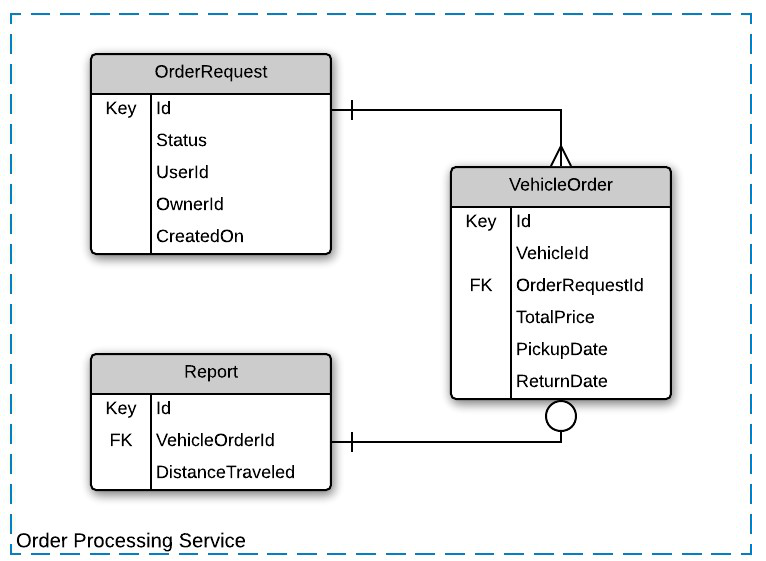 OrderRequest
Key Id
Status
UserId
OwnerId
CreatedOn
VehicleOrder
Key Id
VehicleId
FK OrderRequestId
TotalPrice
PickupDate
ReturnDate
Report
Key Id
FK VehicleOrderId
DistanceTraveled
Order Processing Service